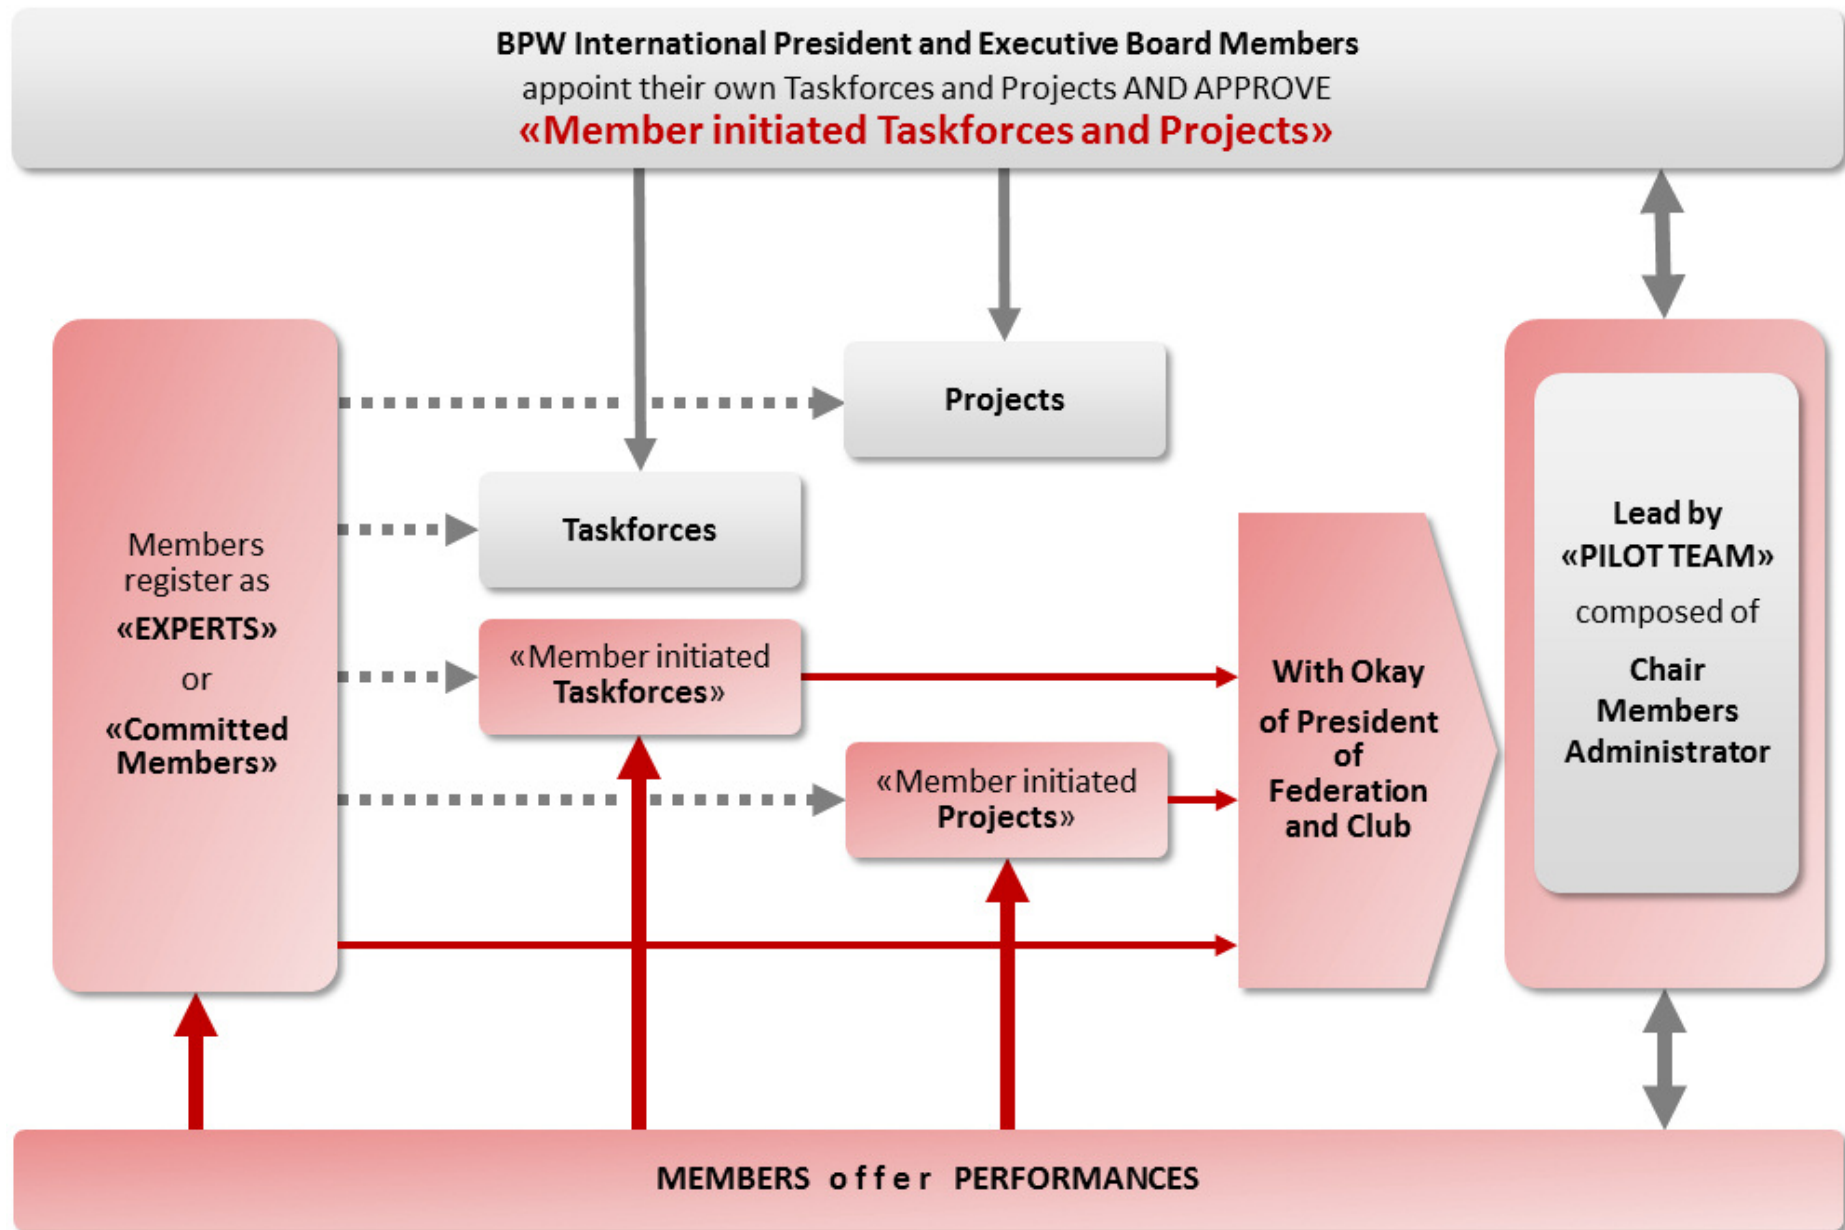 BPW International President and Executive Board Members
appoint their own Taskforces and Projects AND APPROVE
«Member initiated Taskforces and Projects»
Projects
Taskforces
Members
register as
«EXPERTS»
or
«Committed
Members»
«Member initiated
Taskforces»
«Member initiated
Projects»
With Okay
of President
of
Federation
and Club
Lead by
«PILOT TEAM»
composed of
Chair
Members
Administrator
MEMBERS offer PERFORMANCES